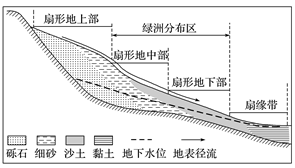 扇形地上部
绿洲分布区
扇形地中部
扇形地下部
扇缘带
砾石 细砂 沙土 黏土 地下水位 地表径流